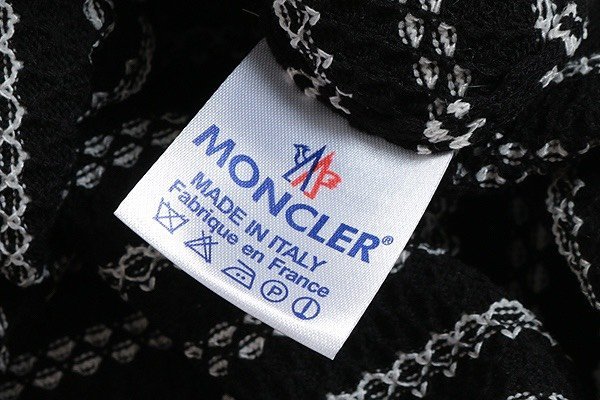 MONCLER®
MADE IN ITALY
Fabrique en France
P